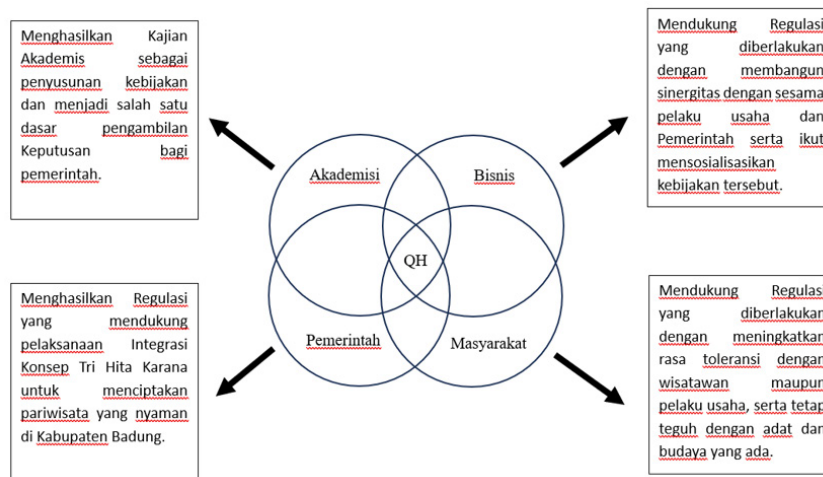 Menghasilkan Kajian
Akademis sebagai
penyusunan kebijakan
dan menjadi salah satu
dasar pengambilan
Keputusan bagi
pemerintah.
Mendukung Regulasi
yang diberlakukan
dengan membangun
sinergitas dengan sesama
pelaku usaha dan
Pemerintah serta ikut
mensosialisasikan
kebijakan tersebut.
Akademisi
Bisnis
QH
Pemerintah
Masyarakat
Menghasilkan Regulasi
yang mendukung
pelaksanaan Integrasi
Konsep Tri Hita Karana
untuk menciptakan
pariwisata yang nyaman
di Kabupaten Badung.
Mendukung Regulasi
yang diberlakukan
dengan meningkatkan
rasa toleransi dengan
wisatawan maupun
pelaku usaha, serta tetap
teguh dengan adat dan
budaya yang ada.